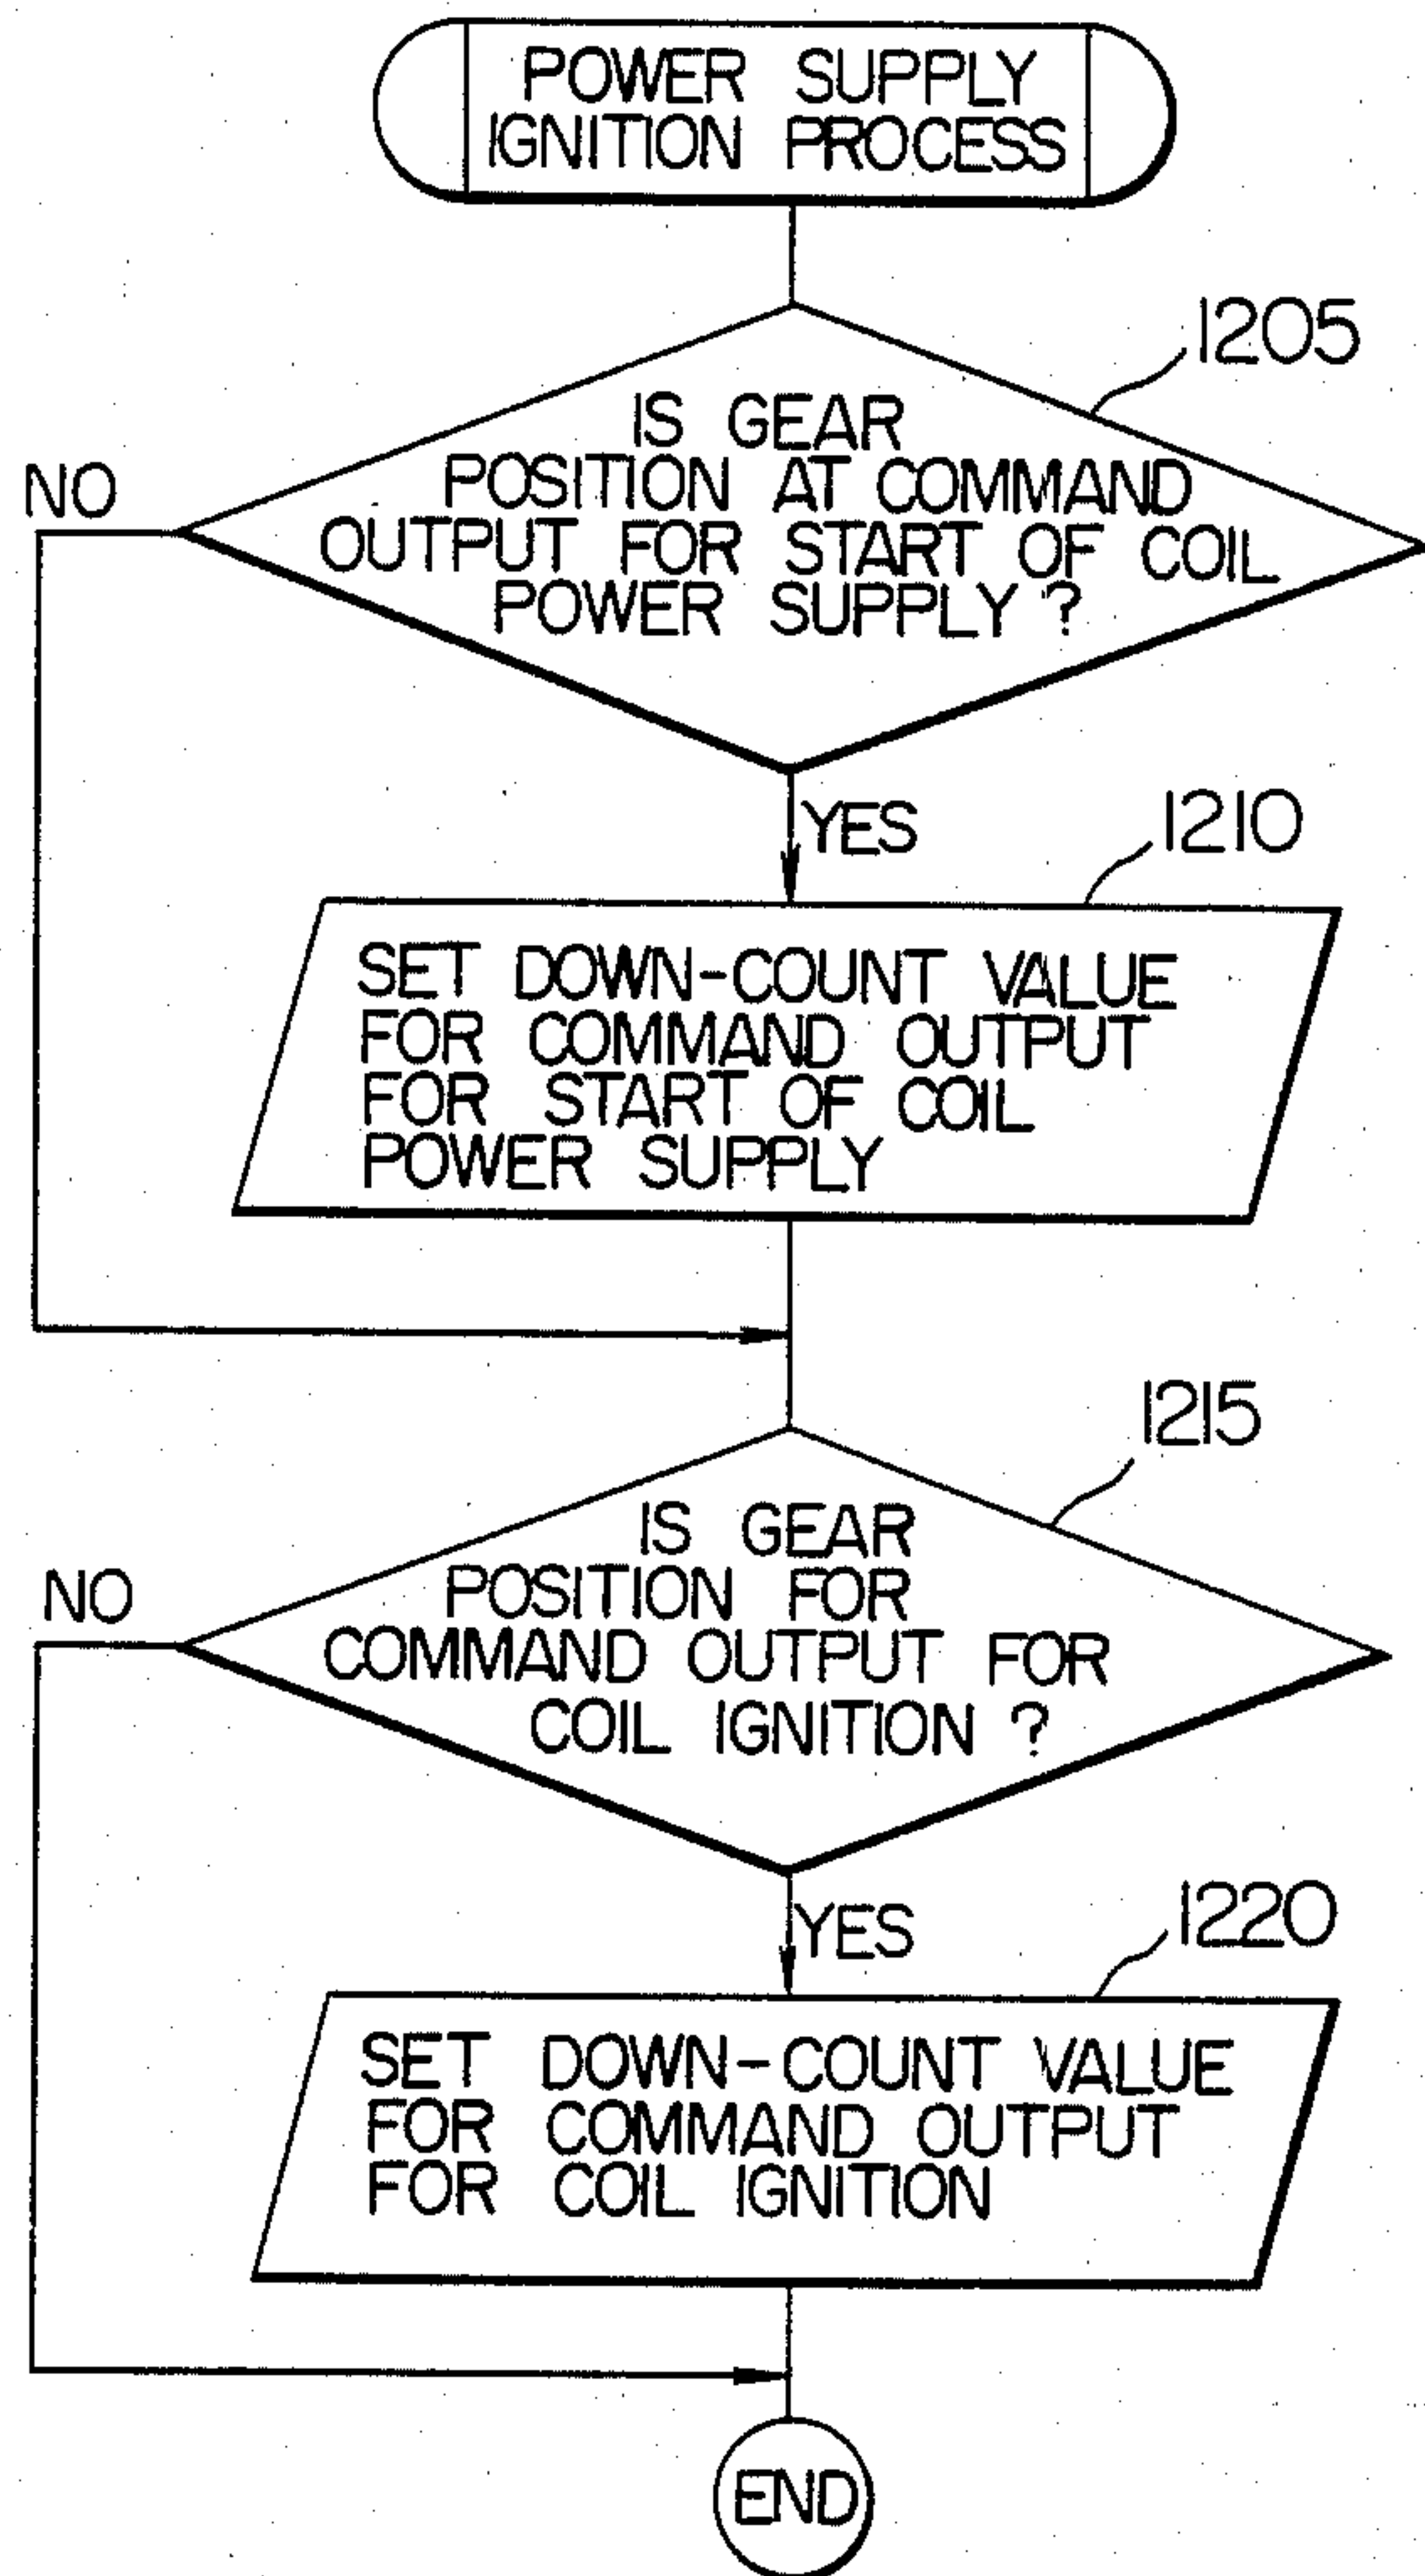 POWER SUPPLY
IGNITION PROCESS
1205
IS GEAR
POSITION AT COMMAND
OUTPUT FOR START OF COIL
POWER SUPPLY ?
NO
YES
1210
SET DOWN-COUNT VALUE
FOR COMMAND OUTPUT
FOR START OF COIL
POWER SUPPLY
1215
IS GEAR
POSITION FOR
COMMAND OUTPUT FOR
COIL IGNITION ?
NO
YES
1220
SET DOWN-COUNT VALUE
FOR COMMAND OUTPUT
FOR COIL IGNITION
END